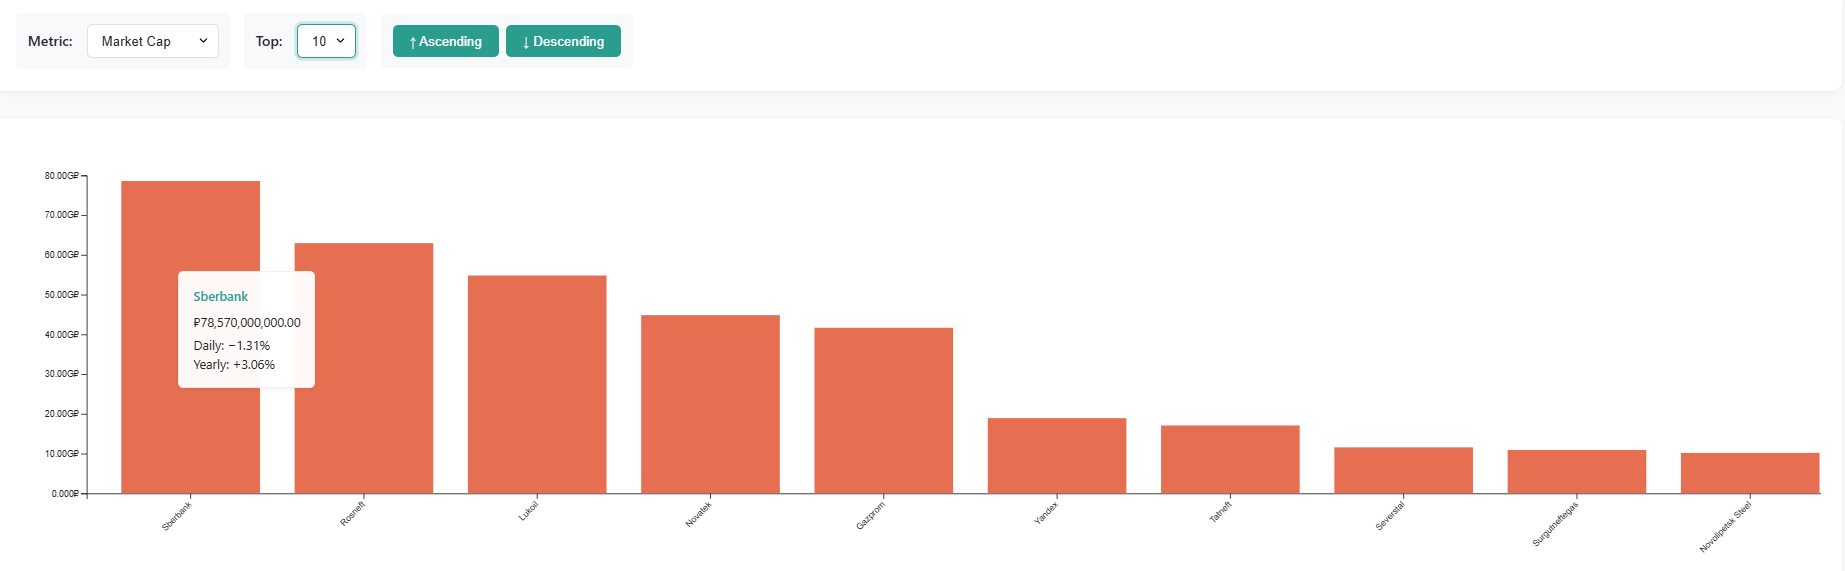 Metric: Market Cap Top: 10 ↑ Ascending ↓ Descending
80.00G₽
70.00G₽
60.00G₽
50.00G₽
40.00G₽
30.00G₽
20.00G₽
10.00G₽
0.000₽
Sberbank
₽78,570,000,000.00
Daily: −1.31%
Yearly: +3.06%
Sberbank
Rosneft
Lukoil
Novatek
Gazprom
Yandex
Tatneft
Severstal
Surgutneftegas
Novolipetsk Steel